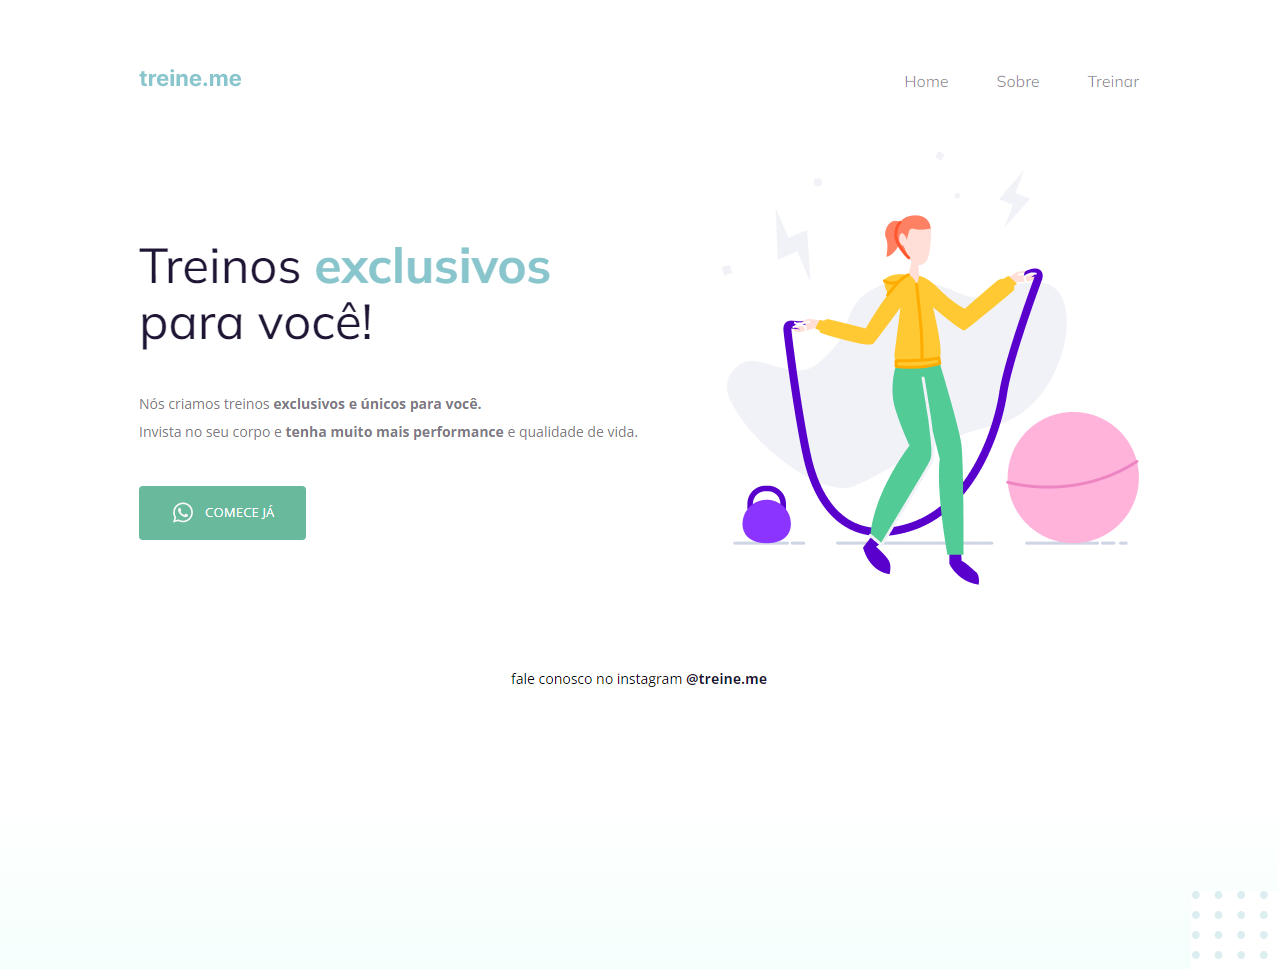 treine.me
Home
Sobre
Treinar
Treinos exclusivos
para você!
Nós criamos treinos exclusivos e únicos para você.
Invista no seu corpo e tenha muito mais performance e qualidade de vida.
COMECE JÁ
fale conosco no instagram @treine.me